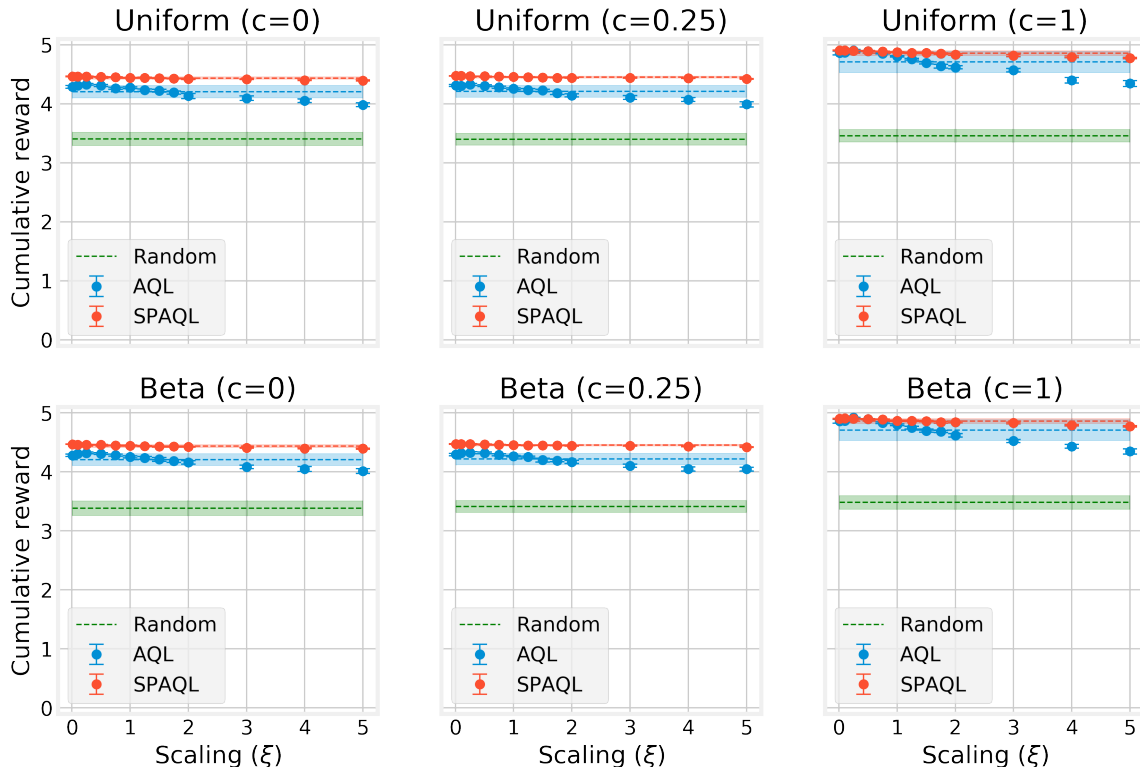 Uniform (c=0)
Uniform (c=0.25)
Uniform (c=1)
Cumulative reward
5
4
3
2
1
0
Random
AQL
SPAQL
Random
AQL
SPAQL
Random
AQL
SPAQL
Beta (c=0)
Beta (c=0.25)
Beta (c=1)
Cumulative reward
5
4
3
2
1
0
Random
AQL
SPAQL
Random
AQL
SPAQL
Random
AQL
SPAQL
0 1 2 3 4 5
0 1 2 3 4 5
0 1 2 3 4 5
Scaling (ξ)
Scaling (ξ)
Scaling (ξ)